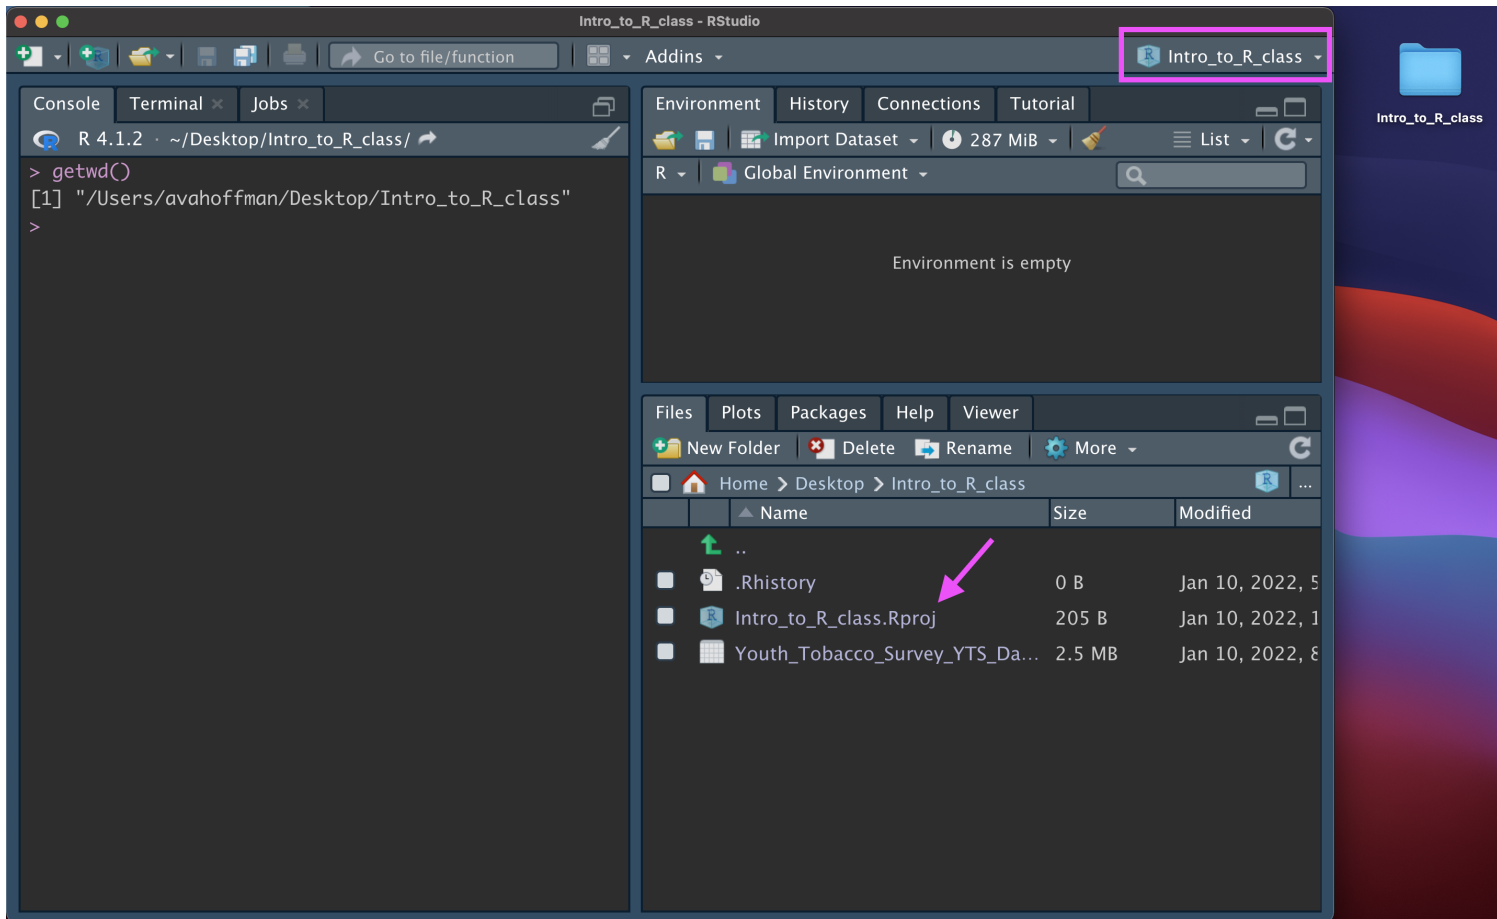 Intro_to_R_class - RStudio
Go to file/function
Addins
Intro_to_R_class
Intro_to_R_class
Console Terminal Jobs
R 4.1.2 · ~/Desktop/Intro_to_R_class/
> getwd()
[1] "/Users/avahoffman/Desktop/Intro_to_R_class"
>
Environment History Connections Tutorial
Import Dataset 287 MiB List
R Global Environment
Environment is empty
Files Plots Packages Help Viewer
New Folder Delete Rename More
Home Desktop Intro_to_R_class ...
Name Size Modified
..
.Rhistory 0 B Jan 10, 2022, 5
Intro_to_R_class.Rproj 205 B Jan 10, 2022, 1
Youth_Tobacco_Survey_YTS_Da... 2.5 MB Jan 10, 2022, 8